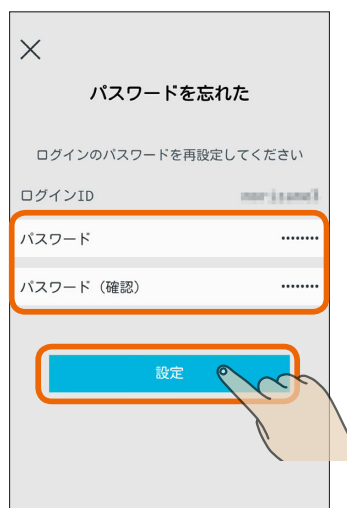 パスワードを忘れた
ログインのパスワードを再設定してください
ログインID
パスワード ••••••••
パスワード（確認） ••••••••
設定